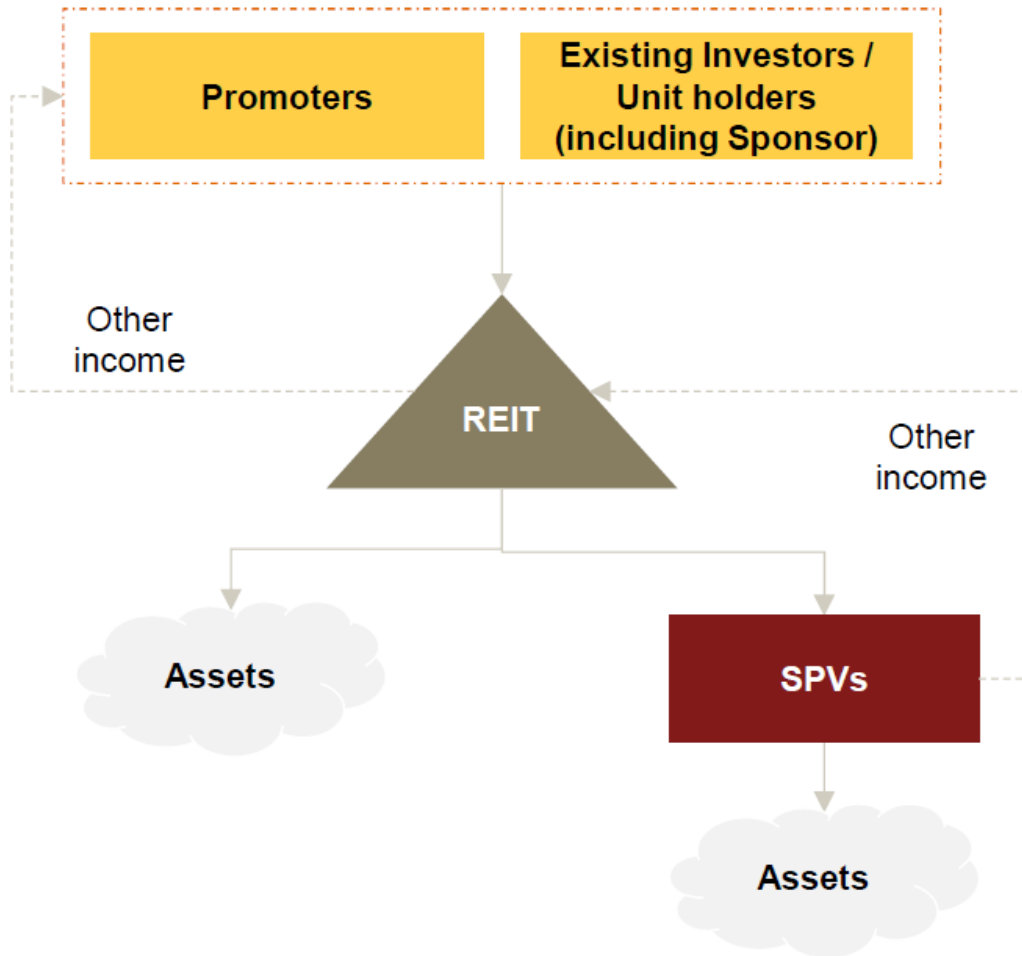 Promoters
Existing Investors /
Unit holders
(including Sponsor)
Other
income
REIT
Other
income
Assets
SPVs
Assets